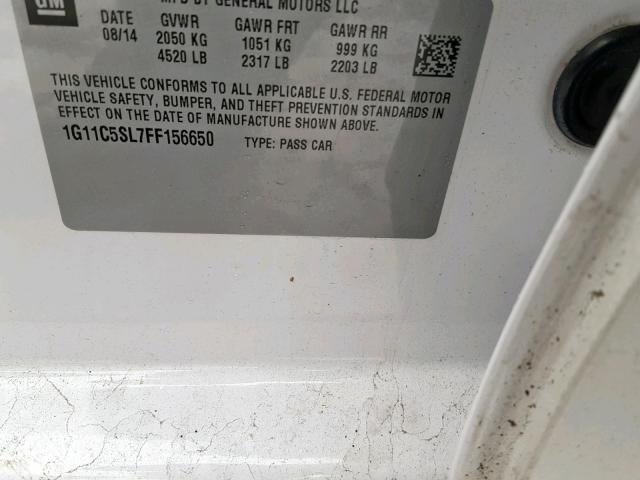 MFD BY GENERAL MOTORS LLC
GM
DATE GVWR GAWR FRT GAWR RR
08/14 2050 KG 1051 KG 999 KG
4520 LB 2317 LB 2203 LB
THIS VEHICLE CONFORMS TO ALL APPLICABLE U.S. FEDERAL MOTOR
VEHICLE SAFETY, BUMPER, AND THEFT PREVENTION STANDARDS IN
EFFECT ON THE DATE OF MANUFACTURE SHOWN ABOVE.
1G11C5SL7FF156650 TYPE: PASS CAR